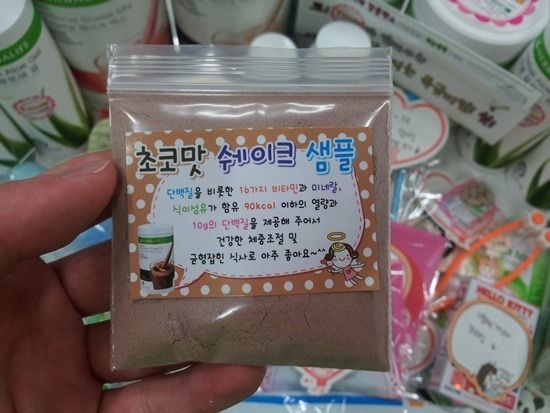 초코맛 쉐이크 샘플
단백질을 비롯한 16가지 비타민과 미네랄,
식이섬유가 함유 90kcal 이하의 열량과
10g의 단백질을 제공해 주어서
건강한 체중조절 및
균형잡힌 식사로 아주 좋아요~^^
HERBALIFE
HELLO KITTY